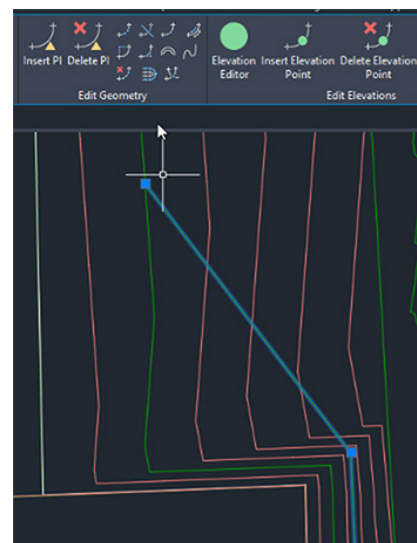 Insert PI Delete PI
Elevation Editor
Insert Elevation Point
Delete Elevation Point
Edit Geometry
Edit Elevations